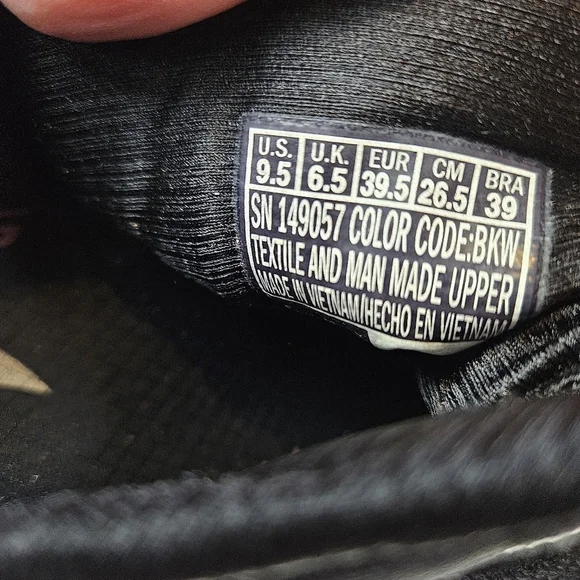 U.S. U.K. EUR CM BRA
9.5 6.5 39.5 26.5 39
SN 149057 COLOR CODE:BKW
TEXTILE AND MAN MADE UPPER
MADE IN VIETNAM/HECHO EN VIETNAM